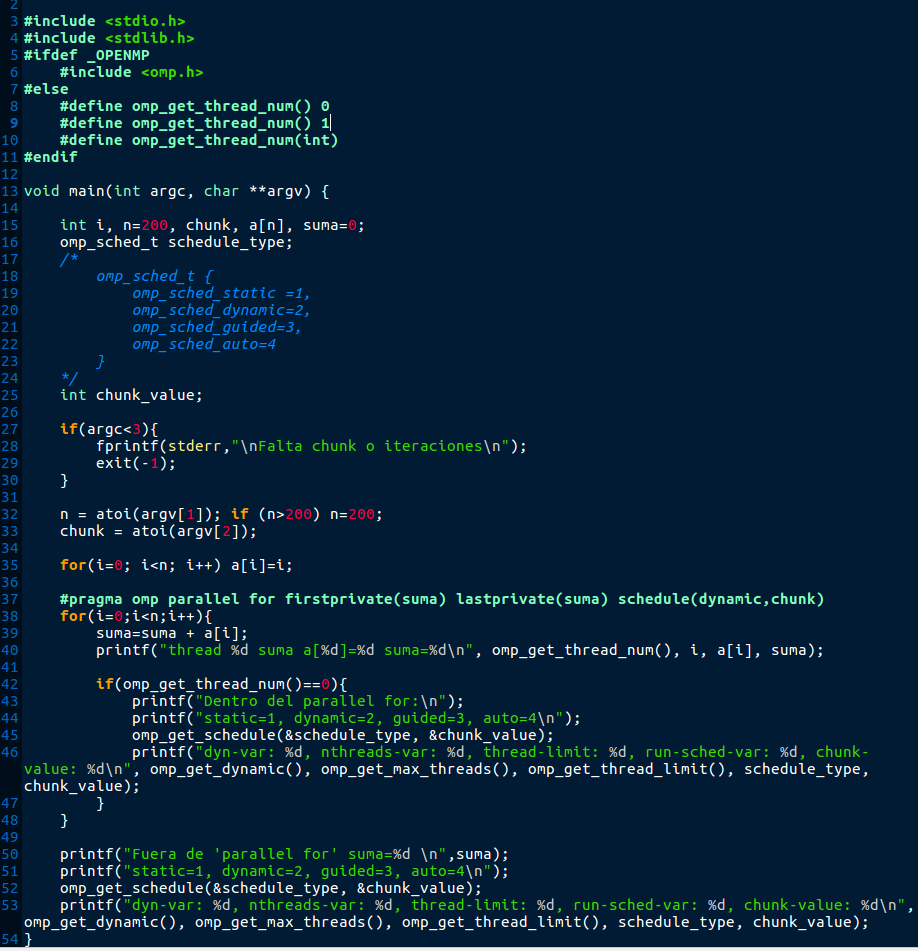 2
3 #include <stdio.h>
4 #include <stdlib.h>
5 #ifdef _OPENMP
6     #include <omp.h>
7 #else
8     #define omp_get_thread_num() 0
9     #define omp_get_thread_num() 1
10     #define omp_get_thread_num(int)
11 #endif
12
13 void main(int argc, char **argv) {
14
15     int i, n=200, chunk, a[n], suma=0;
16     omp_sched_t schedule_type;
17     /*
18         omp_sched_t {
19             omp_sched_static =1,
20             omp_sched_dynamic=2,
21             omp_sched_guided=3,
22             omp_sched_auto=4
23         }
24     */
25     int chunk_value;
26
27     if(argc<3){
28         fprintf(stderr,"\nFalta chunk o iteraciones\n");
29         exit(-1);
30     }
31
32     n = atoi(argv[1]); if (n>200) n=200;
33     chunk = atoi(argv[2]);
34
35     for(i=0; i<n; i++) a[i]=i;
36
37     #pragma omp parallel for firstprivate(suma) lastprivate(suma) schedule(dynamic,chunk)
38     for(i=0;i<n;i++){
39         suma=suma + a[i];
40         printf("thread %d suma a[%d]=%d suma=%d\n", omp_get_thread_num(), i, a[i], suma);
41
42         if(omp_get_thread_num()==0){
43             printf("Dentro del parallel for:\n");
44             printf("static=1, dynamic=2, guided=3, auto=4\n");
45             omp_get_schedule(&schedule_type, &chunk_value);
46             printf("dyn-var: %d, nthreads-var: %d, thread-limit: %d, run-sched-var: %d, chunk-
value: %d\n", omp_get_dynamic(), omp_get_max_threads(), omp_get_thread_limit(), schedule_type,
chunk_value);
47         }
48     }
49
50     printf("Fuera de 'parallel for' suma=%d \n",suma);
51     printf("static=1, dynamic=2, guided=3, auto=4\n");
52     omp_get_schedule(&schedule_type, &chunk_value);
53     printf("dyn-var: %d, nthreads-var: %d, thread-limit: %d, run-sched-var: %d, chunk-value: %d\n",
omp_get_dynamic(), omp_get_max_threads(), omp_get_thread_limit(), schedule_type, chunk_value);
54 }